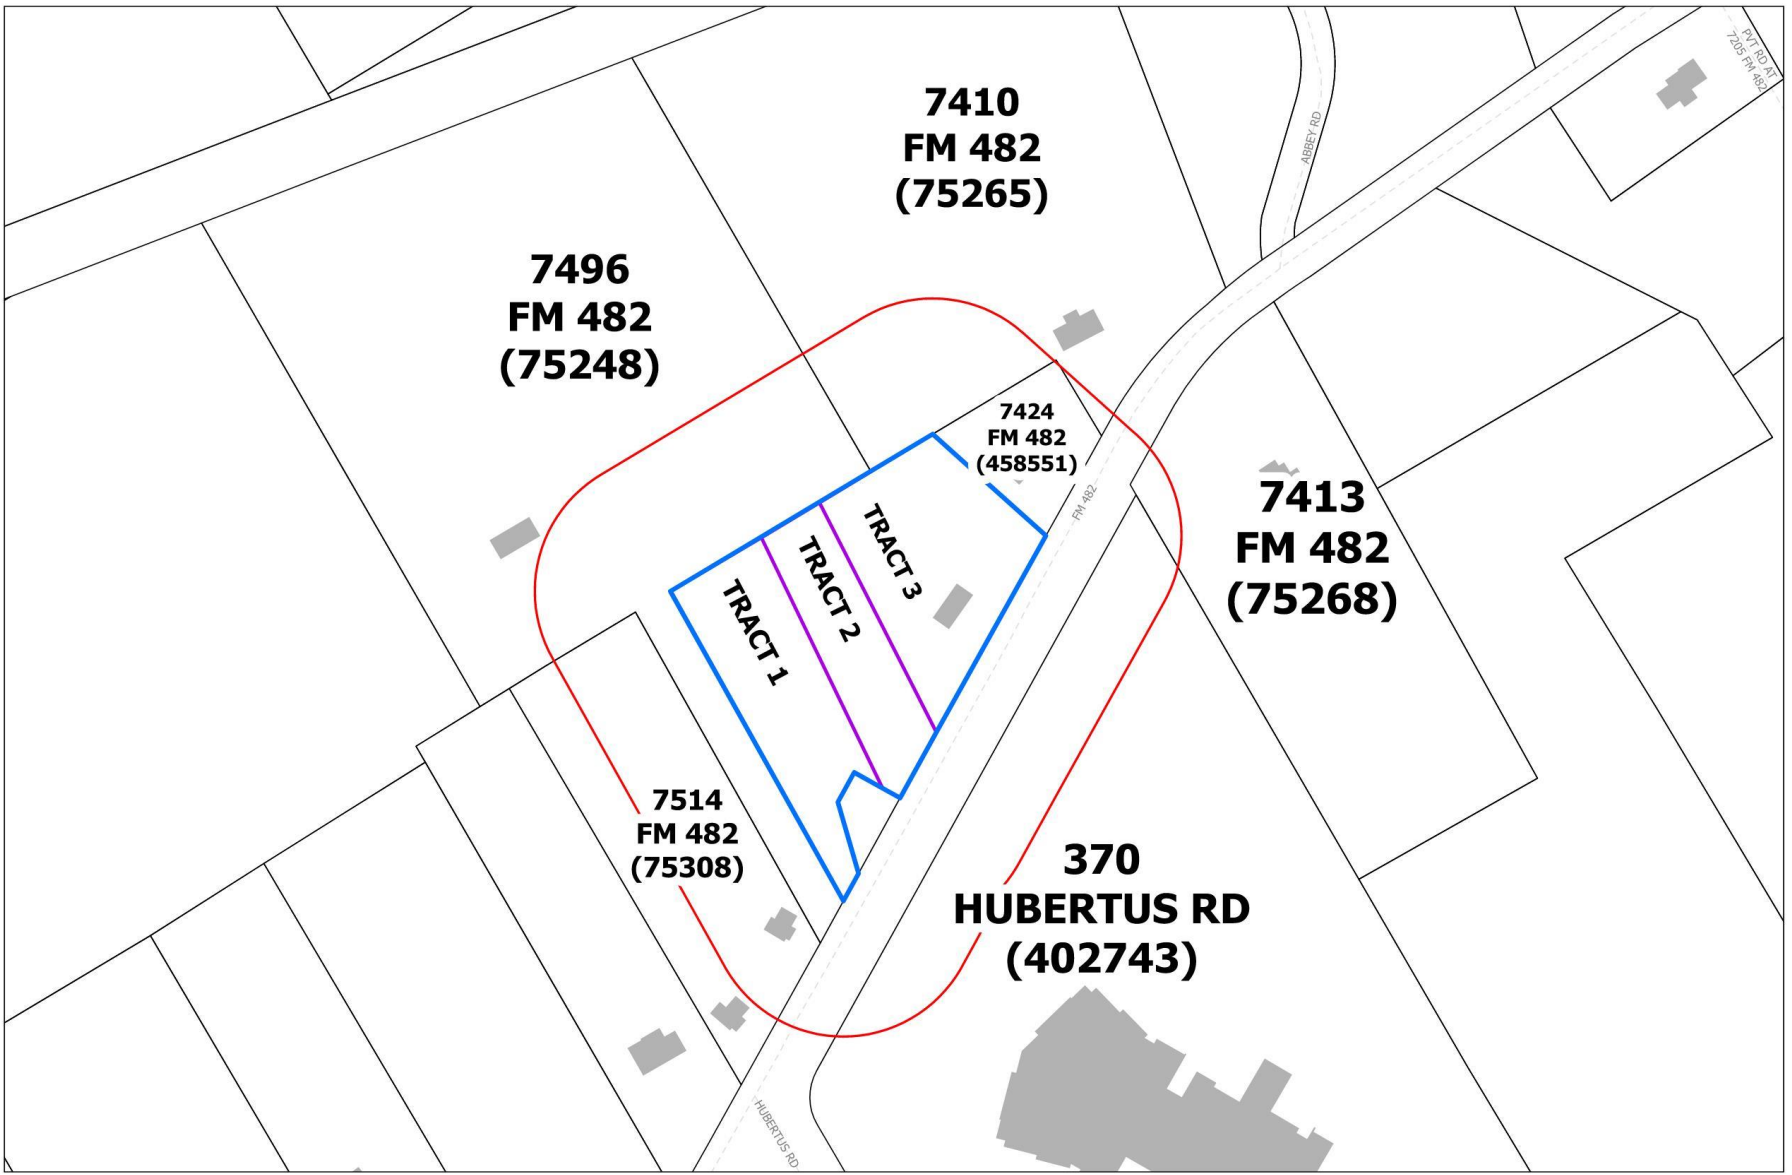 PVT RD AT
7205 FM 482
7410
FM 482
(75265)
ABBEY RD
7496
FM 482
(75248)
7424
FM 482
(458551)
FM 482
7413
FM 482
(75268)
TRACT 3
TRACT 2
TRACT 1
7514
FM 482
(75308)
370
HUBERTUS RD
(402743)
HUBERTUS RD